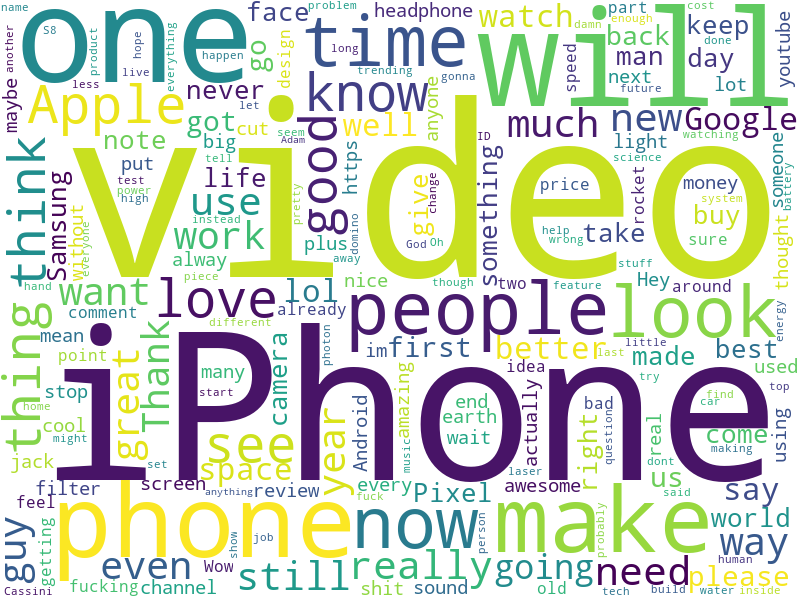 name
S8
product
another
live
hope
everything
problem
happen
one
go
design
face
headphone
long
trending
gonna
time
watch
cost
damn
enough
will
part
back
man
done
next
future
keep
day
lot
speed
youtube
maybe
less
Apple
never
let
know
anyone
well
much
new
Google
ID
watching
note
got
cut
seem
Adam
big
tell
good
https
light
science
someone
think
put
test
power
high
life
video
give
change
something
price
rocket
money
system
battery
Samsung
without
everyone
use
instead
pretty
buy
sure
thought
work
plus
domino
God
Oh
help
wrong
take
alway
away
stuff
hand
piece
want
love
lol
nice
though
two
feature
Hey
around
comment
already
people
look
energy
thing
mean
different
photon
im
first
better
last
little
made
best
point
Thank
great
camera
iPhone
idea
try
used
stop
home
many
start
amazing
end
earth
wait
actually
bad
find
car
top
cool
might
see
year
Android
music
laser
right
question
real
dont
making
come
using
jack
set
space
filter
screen
anything
review
every
Pixel
awesome
us
said
say
feel
phone
fuck
now
make
world
guy
getting
job
show
person
probably
human
way
even
Wow
still
really
going
need
please
Cassini
fucking
channel
shit
sound
old
tech
build
water
inside